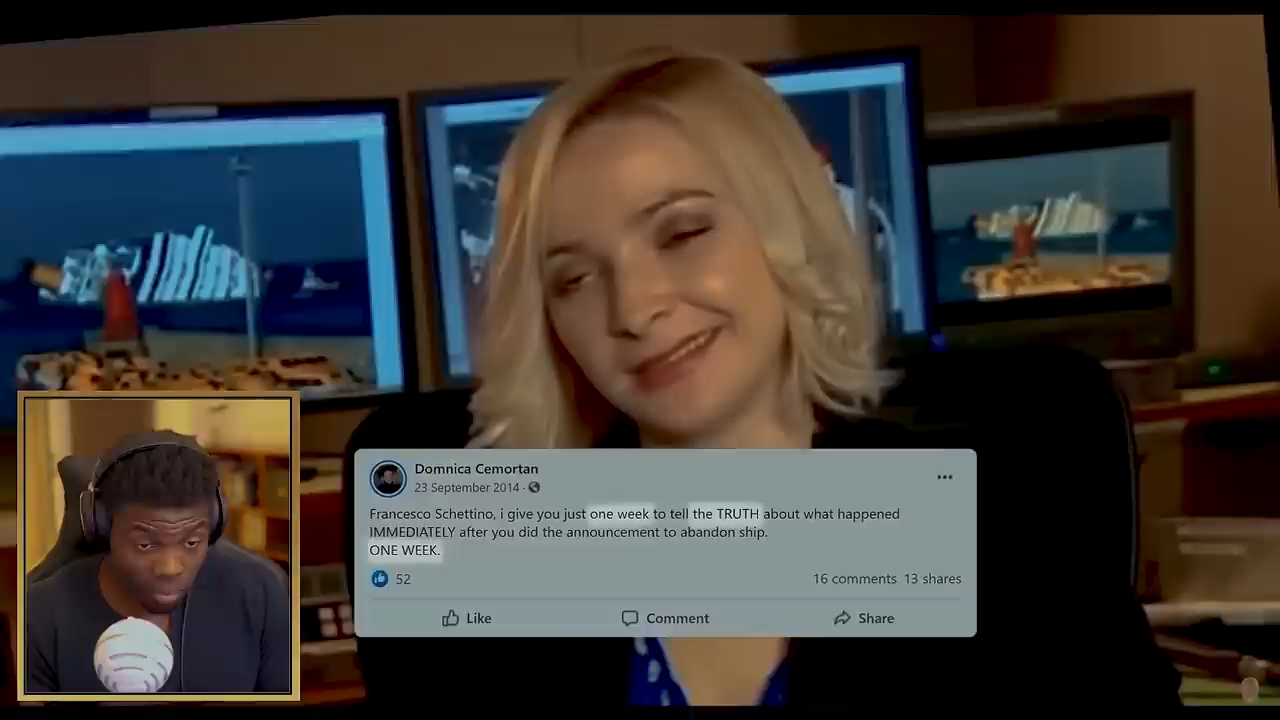 Domnica Cemortan
23 September 2014 ·
Francesco Schettino, i give you just one week to tell the TRUTH about what happened
IMMEDIATELY after you did the announcement to abandon ship.
ONE WEEK.
52
16 comments 13 shares
Like Comment Share